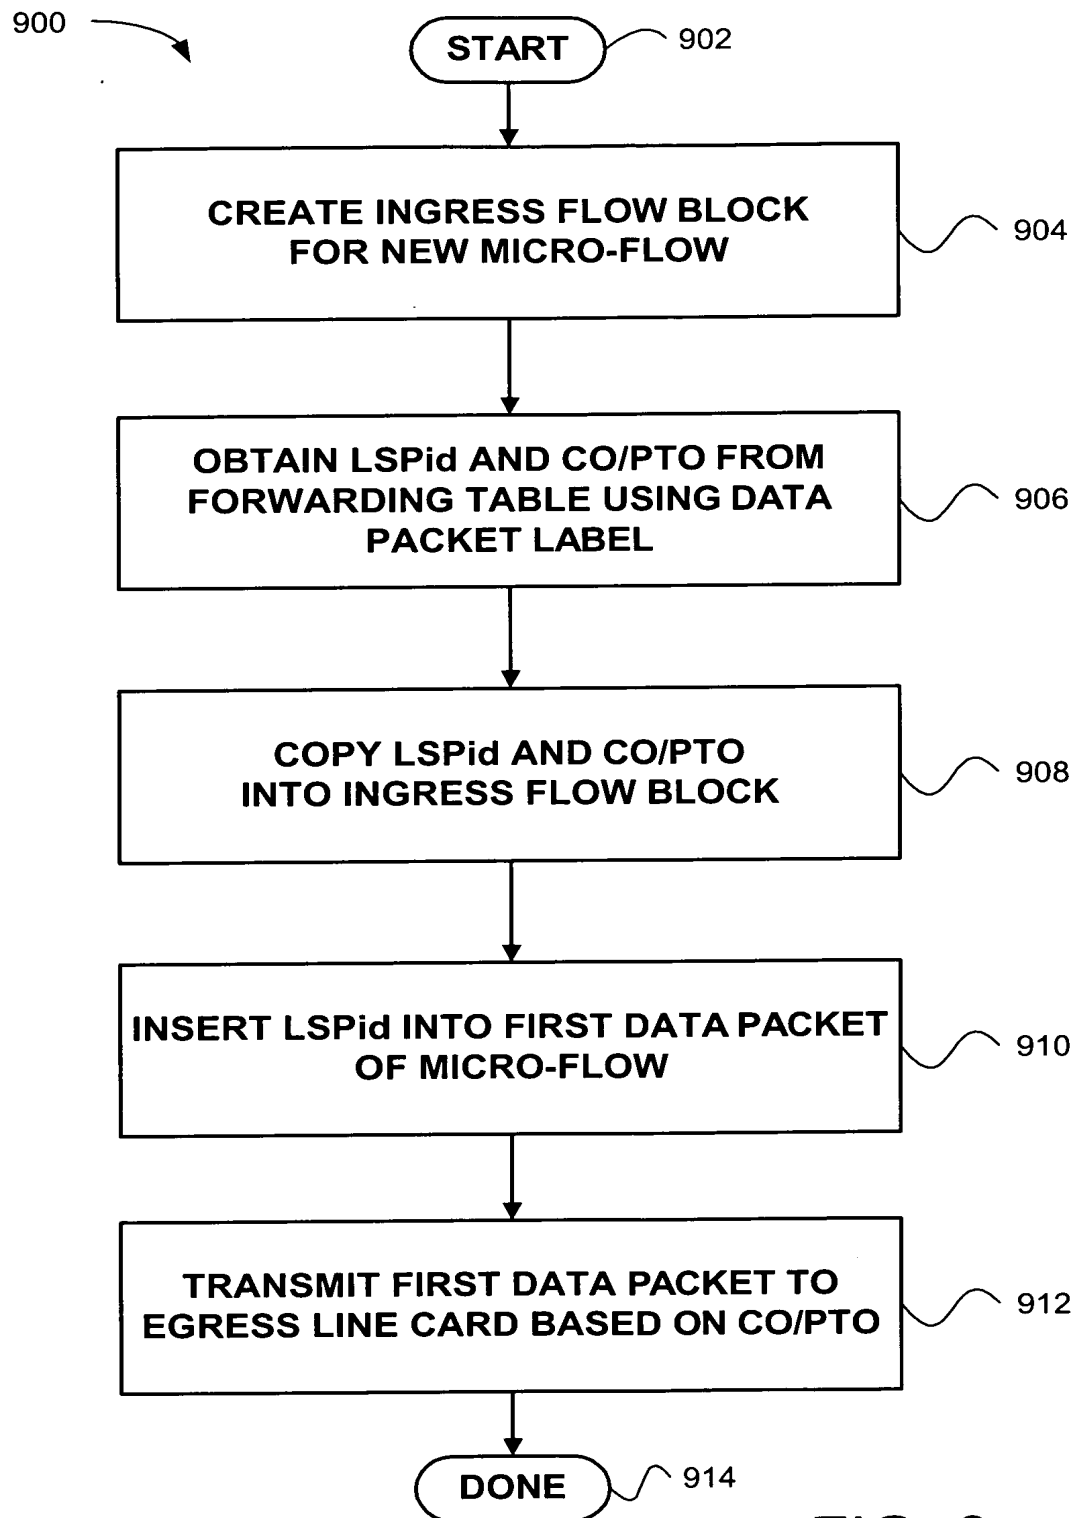 900
START
902
CREATE INGRESS FLOW BLOCK
FOR NEW MICRO-FLOW
904
OBTAIN LSPid AND CO/PTO FROM
FORWARDING TABLE USING DATA
PACKET LABEL
906
COPY LSPid AND CO/PTO
INTO INGRESS FLOW BLOCK
908
INSERT LSPid INTO FIRST DATA PACKET
OF MICRO-FLOW
910
TRANSMIT FIRST DATA PACKET TO
EGRESS LINE CARD BASED ON CO/PTO
912
DONE
914